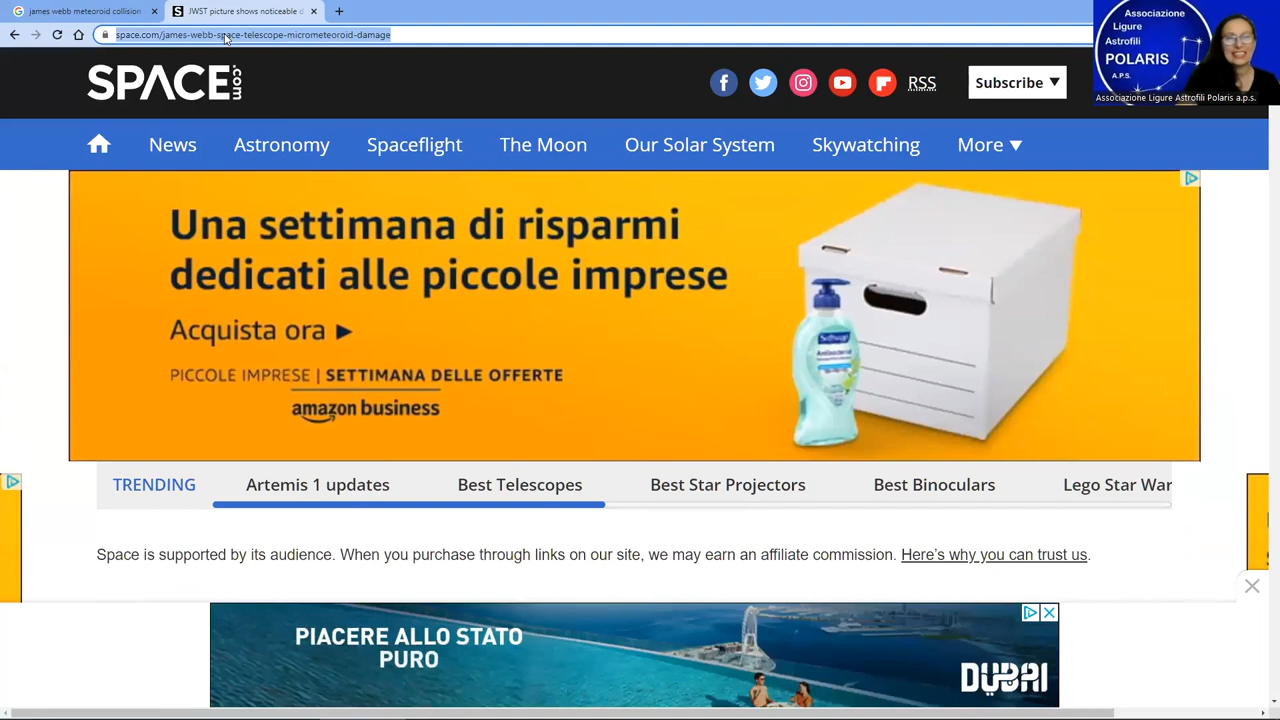 james webb meteoroid collision
JWST picture shows noticeable d
space.com/james-webb-space-telescope-micrometeoroid-damage
Associazione
Ligure
Astrofili
POLARIS
A.P.S.
Associazione Ligure Astrofili Polaris a.p.s.
SPACE.com
RSS
Subscribe
News
Astronomy
Spaceflight
The Moon
Our Solar System
Skywatching
More
Una settimana di risparmi
dedicati alle piccole imprese
Acquista ora
PICCOLE IMPRESE | SETTIMANA DELLE OFFERTE
amazon business
Softsoap
Antibacterial
TRENDING
Artemis 1 updates
Best Telescopes
Best Star Projectors
Best Binoculars
Lego Star War
Space is supported by its audience. When you purchase through links on our site, we may earn an affiliate commission. Here’s why you can trust us.
PIACERE ALLO STATO
PURO
DUBAI